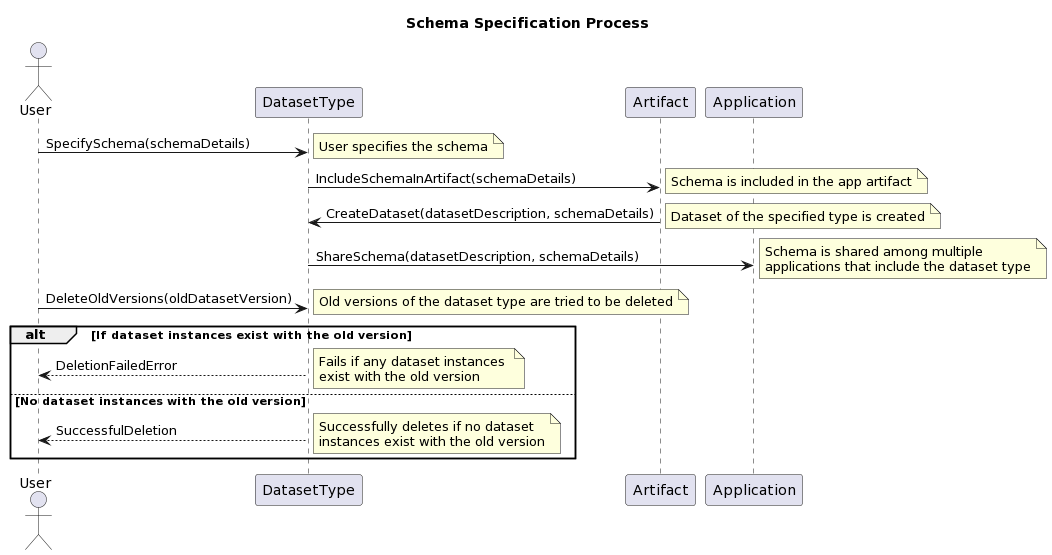 Schema Specification Process
User
DatasetType
Artifact
Application
SpecifySchema(schemaDetails)
User specifies the schema
IncludeSchemaInArtifact(schemaDetails)
Schema is included in the app artifact
CreateDataset(datasetDescription, schemaDetails)
Dataset of the specified type is created
ShareSchema(datasetDescription, schemaDetails)
Schema is shared among multiple
applications that include the dataset type
DeleteOldVersions(oldDatasetVersion)
Old versions of the dataset type are tried to be deleted
alt
[If dataset instances exist with the old version]
DeletionFailedError
Fails if any dataset instances
exist with the old version
[No dataset instances with the old version]
SuccessfulDeletion
Successfully deletes if no dataset
instances exist with the old version
User
DatasetType
Artifact
Application